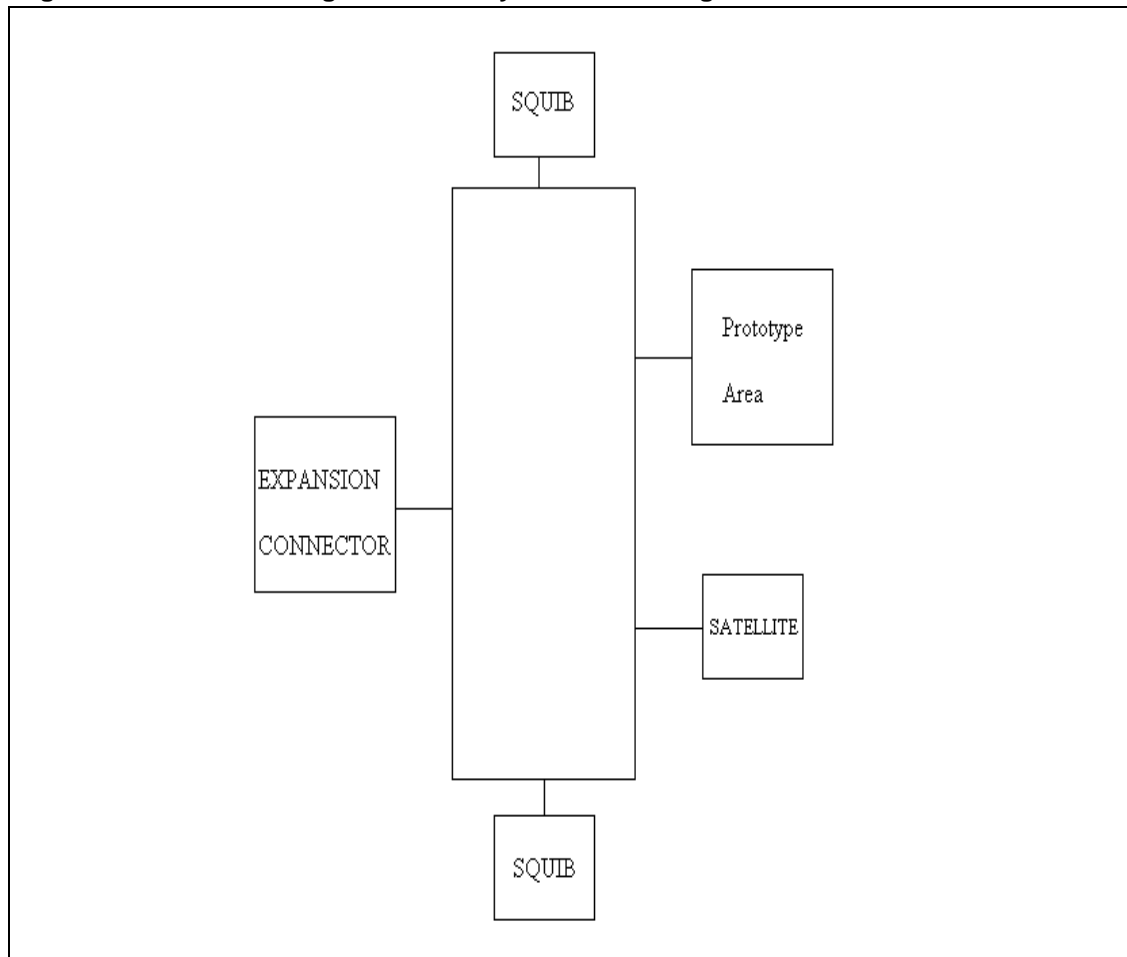 SQUIB
Prototype
Area
EXPANSION
CONNECTOR
SATELLITE
SQUIB